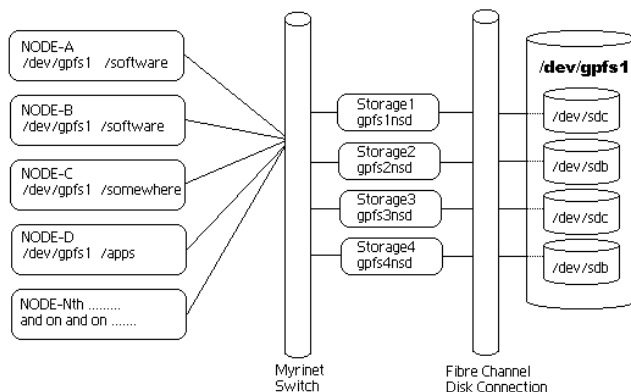 NODE-A
/dev/gpfs1 /software
NODE-B
/dev/gpfs1 /software
NODE-C
/dev/gpfs1 /somewhere
NODE-D
/dev/gpfs1 /apps
NODE-Nth .........
and on and on .......
Myrinet
Switch
Storage1
gpfs1nsd
Storage2
gpfs2nsd
Storage3
gpfs3nsd
Storage4
gpfs4nsd
Fibre Channel
Disk Connection
/dev/gpfs1
/dev/sdc
/dev/sdb
/dev/sdc
/dev/sdb